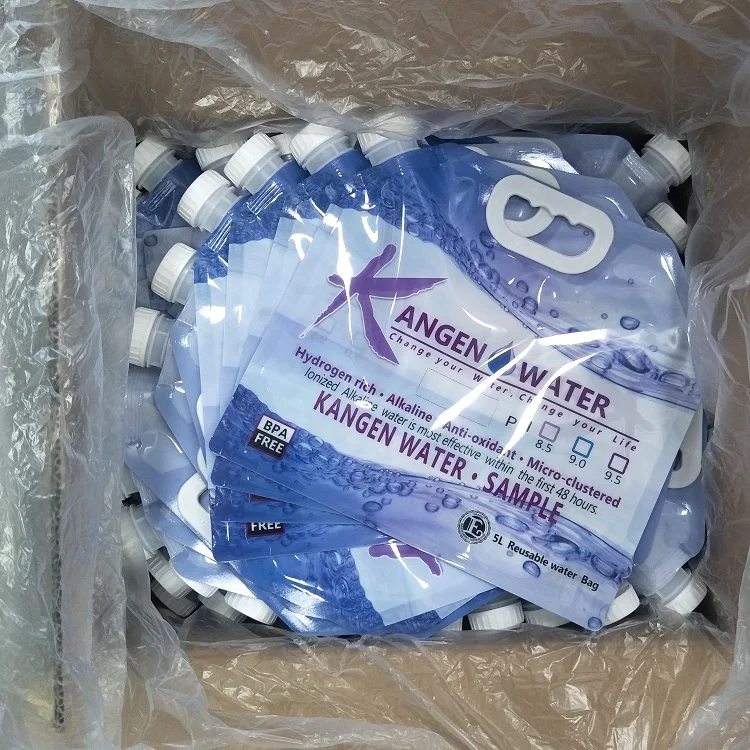 KANGEN WATER
Change your Water, Change your Life
PH
8.5 9.0 9.5
Hydrogen rich • Alkaline • Anti-oxidant • Micro-clustered
Ionized Alkaline water is most effective within the first 48 hours.
KANGEN WATER • SAMPLE
BPA
FREE
E
5L Reusable water Bag
FREE